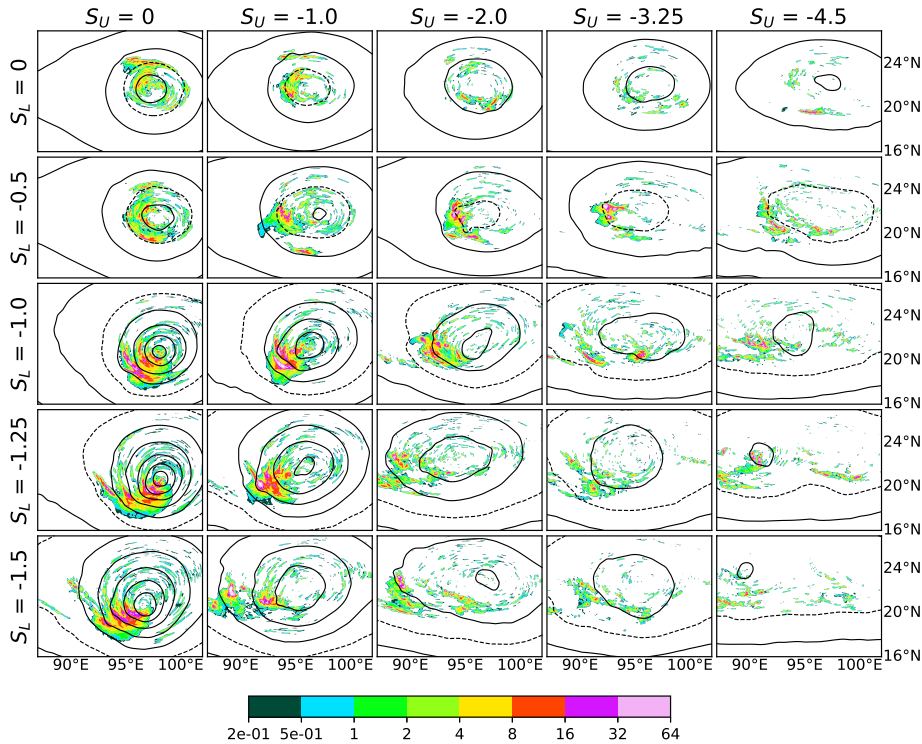 S_U = 0 S_U = -1.0 S_U = -2.0 S_U = -3.25 S_U = -4.5
S_L = 0
24°N
20°N
16°N
S_L = -0.5
24°N
20°N
16°N
S_L = -1.0
24°N
20°N
16°N
S_L = -1.25
24°N
20°N
16°N
S_L = -1.5
24°N
20°N
16°N
90°E 95°E 100°E 90°E 95°E 100°E 90°E 95°E 100°E 90°E 95°E 100°E 90°E 95°E 100°E
2e-01 5e-01 1 2 4 8 16 32 64